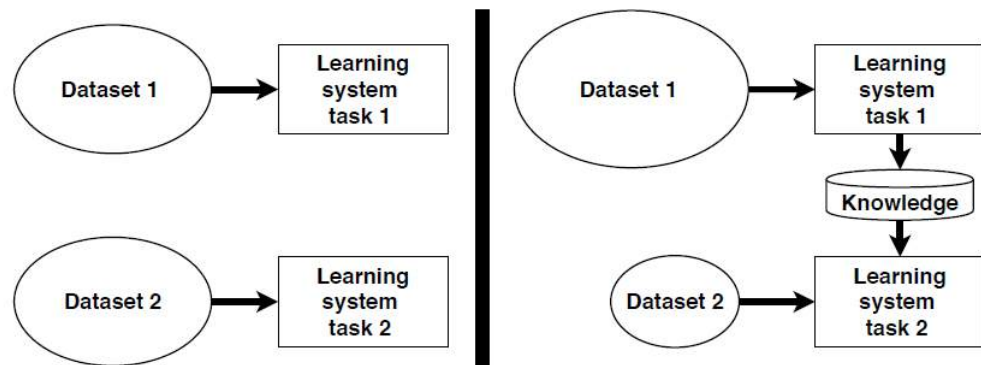 Dataset 1
Learning
system
task 1
Dataset 2
Learning
system
task 2
Dataset 1
Learning
system
task 1
Knowledge
Dataset 2
Learning
system
task 2